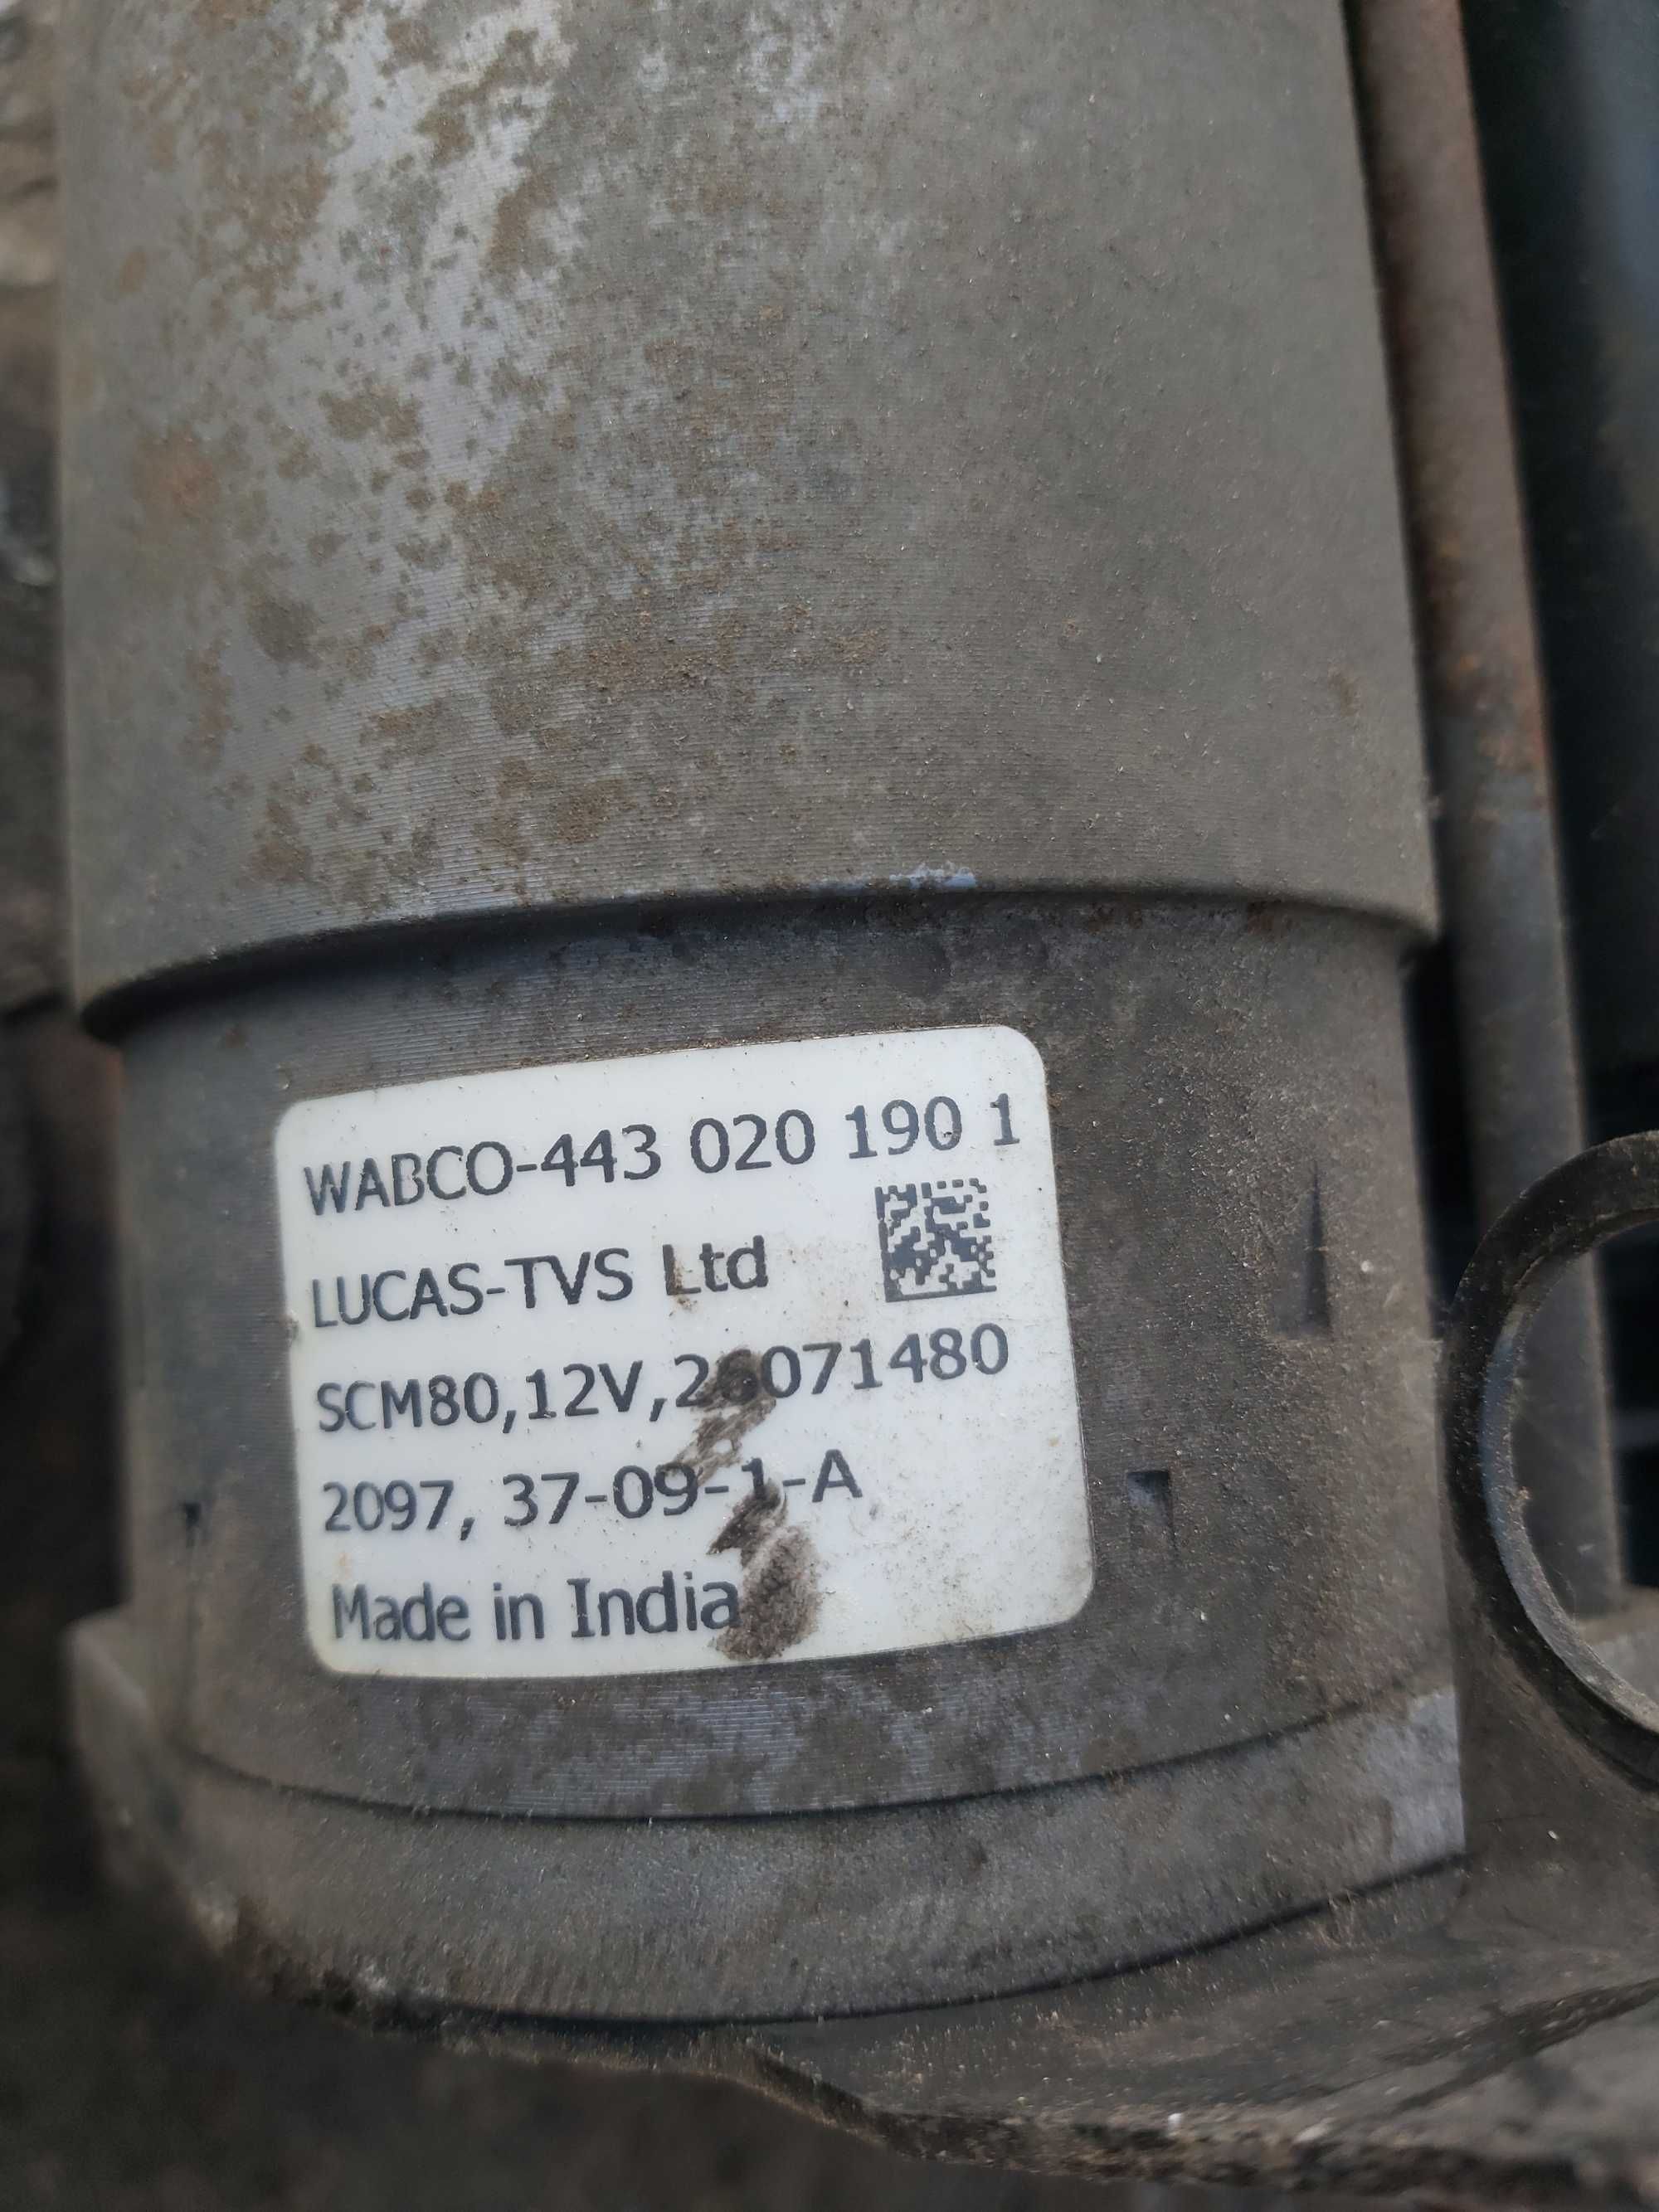 WABCO-443 020 190 1
LUCAS-TVS Ltd
SCM80,12V,26071480
2097, 37-09-1-A
Made in India